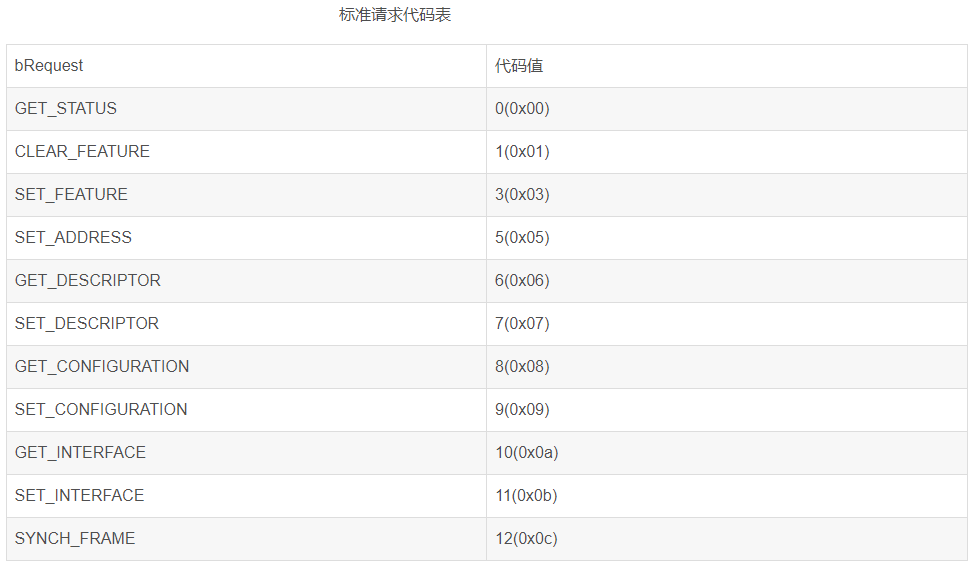 标准请求代码表
bRequest 代码值
GET_STATUS 0(0x00)
CLEAR_FEATURE 1(0x01)
SET_FEATURE 3(0x03)
SET_ADDRESS 5(0x05)
GET_DESCRIPTOR 6(0x06)
SET_DESCRIPTOR 7(0x07)
GET_CONFIGURATION 8(0x08)
SET_CONFIGURATION 9(0x09)
GET_INTERFACE 10(0x0a)
SET_INTERFACE 11(0x0b)
SYNCH_FRAME 12(0x0c)